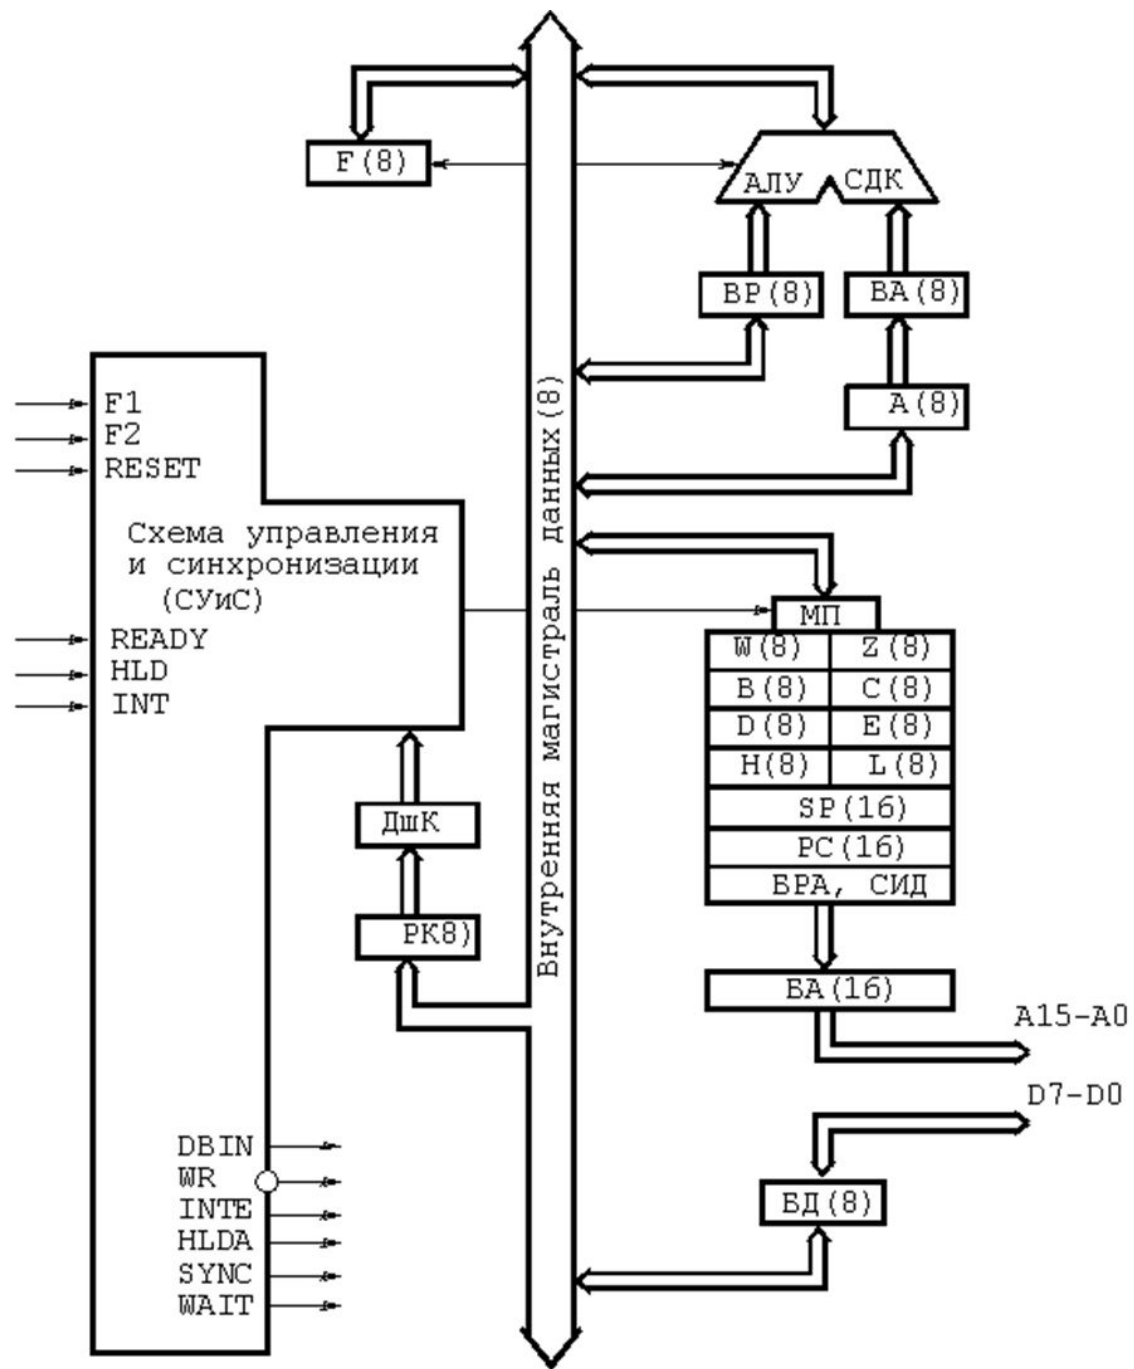 F(8)
АЛУ СДК
ВР(8)
ВА(8)
А(8)
F1
F2
RESET
Схема управления
и синхронизации
(СУиС)
READY
HLD
INT
ДшК
РК8)
DBIN
WR
INTE
HLDA
SYNC
WAIT
Внутренняя магистраль данных(8)
МП
W(8) Z(8)
B(8) C(8)
D(8) E(8)
H(8) L(8)
SP(16)
PC(16)
БРА, СИД
БА(16)
A15-A0
D7-D0
БД(8)